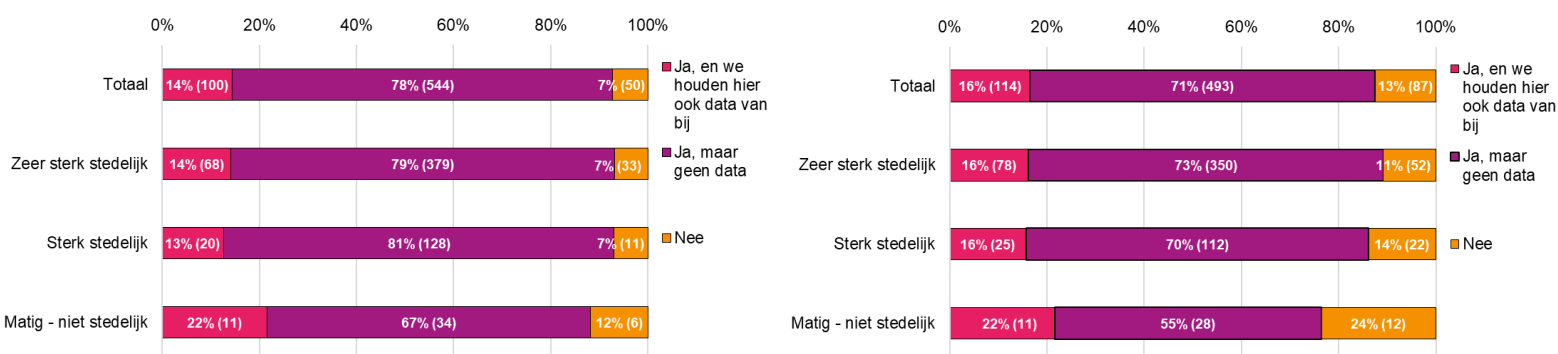 0% 20% 40% 60% 80% 100%
Totaal 14% (100) 78% (544) 7% (50)
Zeer sterk stedelijk 14% (68) 79% (379) 7% (33)
Sterk stedelijk 13% (20) 81% (128) 7% (11)
Matig - niet stedelijk 22% (11) 67% (34) 12% (6)
Ja, en we
houden hier
ook data van
bij
Ja, maar
geen data
Nee
0% 20% 40% 60% 80% 100%
Totaal 16% (114) 71% (493) 13% (87)
Zeer sterk stedelijk 16% (78) 73% (350) 11% (52)
Sterk stedelijk 16% (25) 70% (112) 14% (22)
Matig - niet stedelijk 22% (11) 55% (28) 24% (12)
Ja, en we
houden hier
ook data van
bij
Ja, maar
geen data
Nee